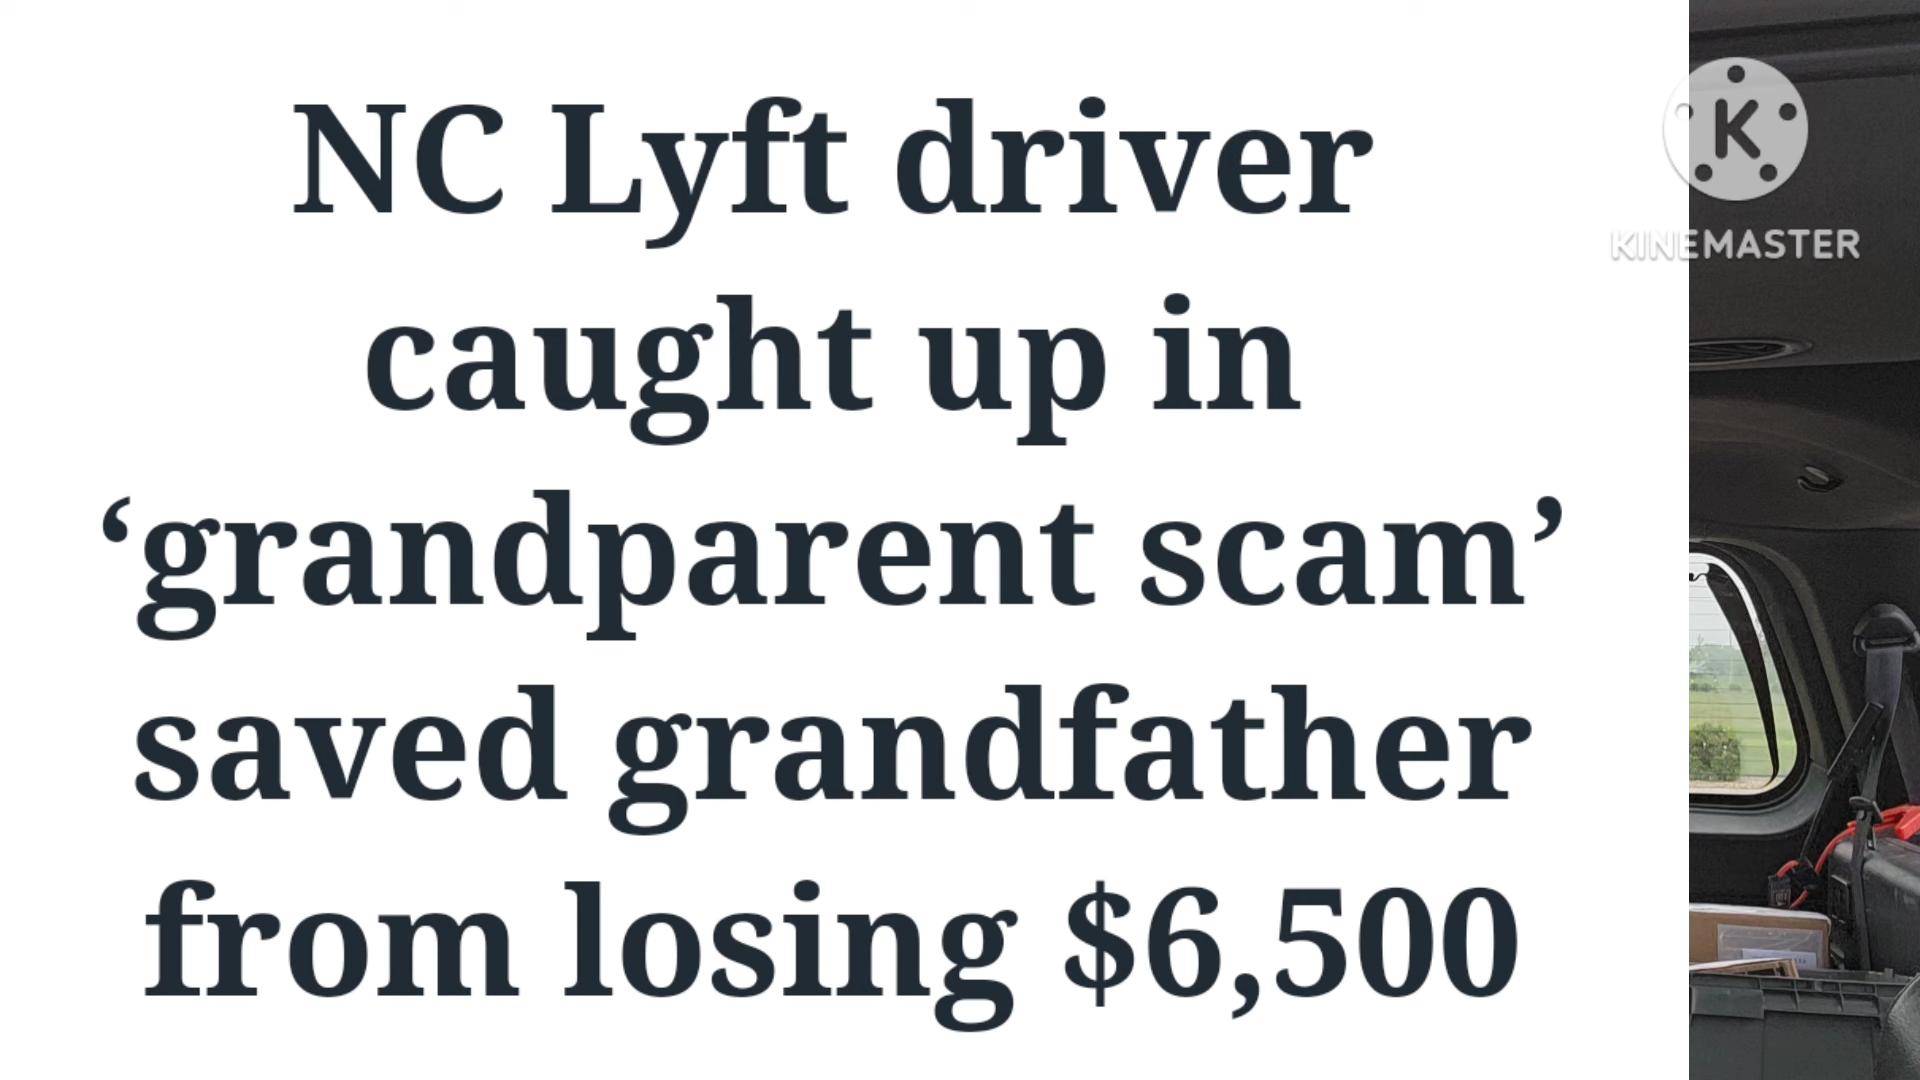 NC Lyft driver
caught up in
‘grandparent scam’
saved grandfather
from losing $6,500
K
KINEMASTER